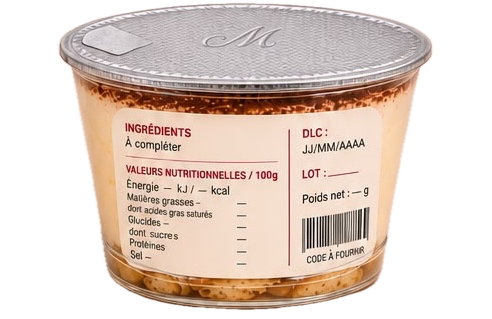 M
INGRÉDIENTS
À compléter
VALEURS NUTRITIONNELLES / 100g
Énergie — kJ / — kcal
Matières grasses – —
dont acides gras saturés —
Glucides – —
dont sucres —
Protéines —
Sel – —
DLC :
JJ/MM/AAAA
LOT : ———
Poids net : — g
CODE À FOURNIR